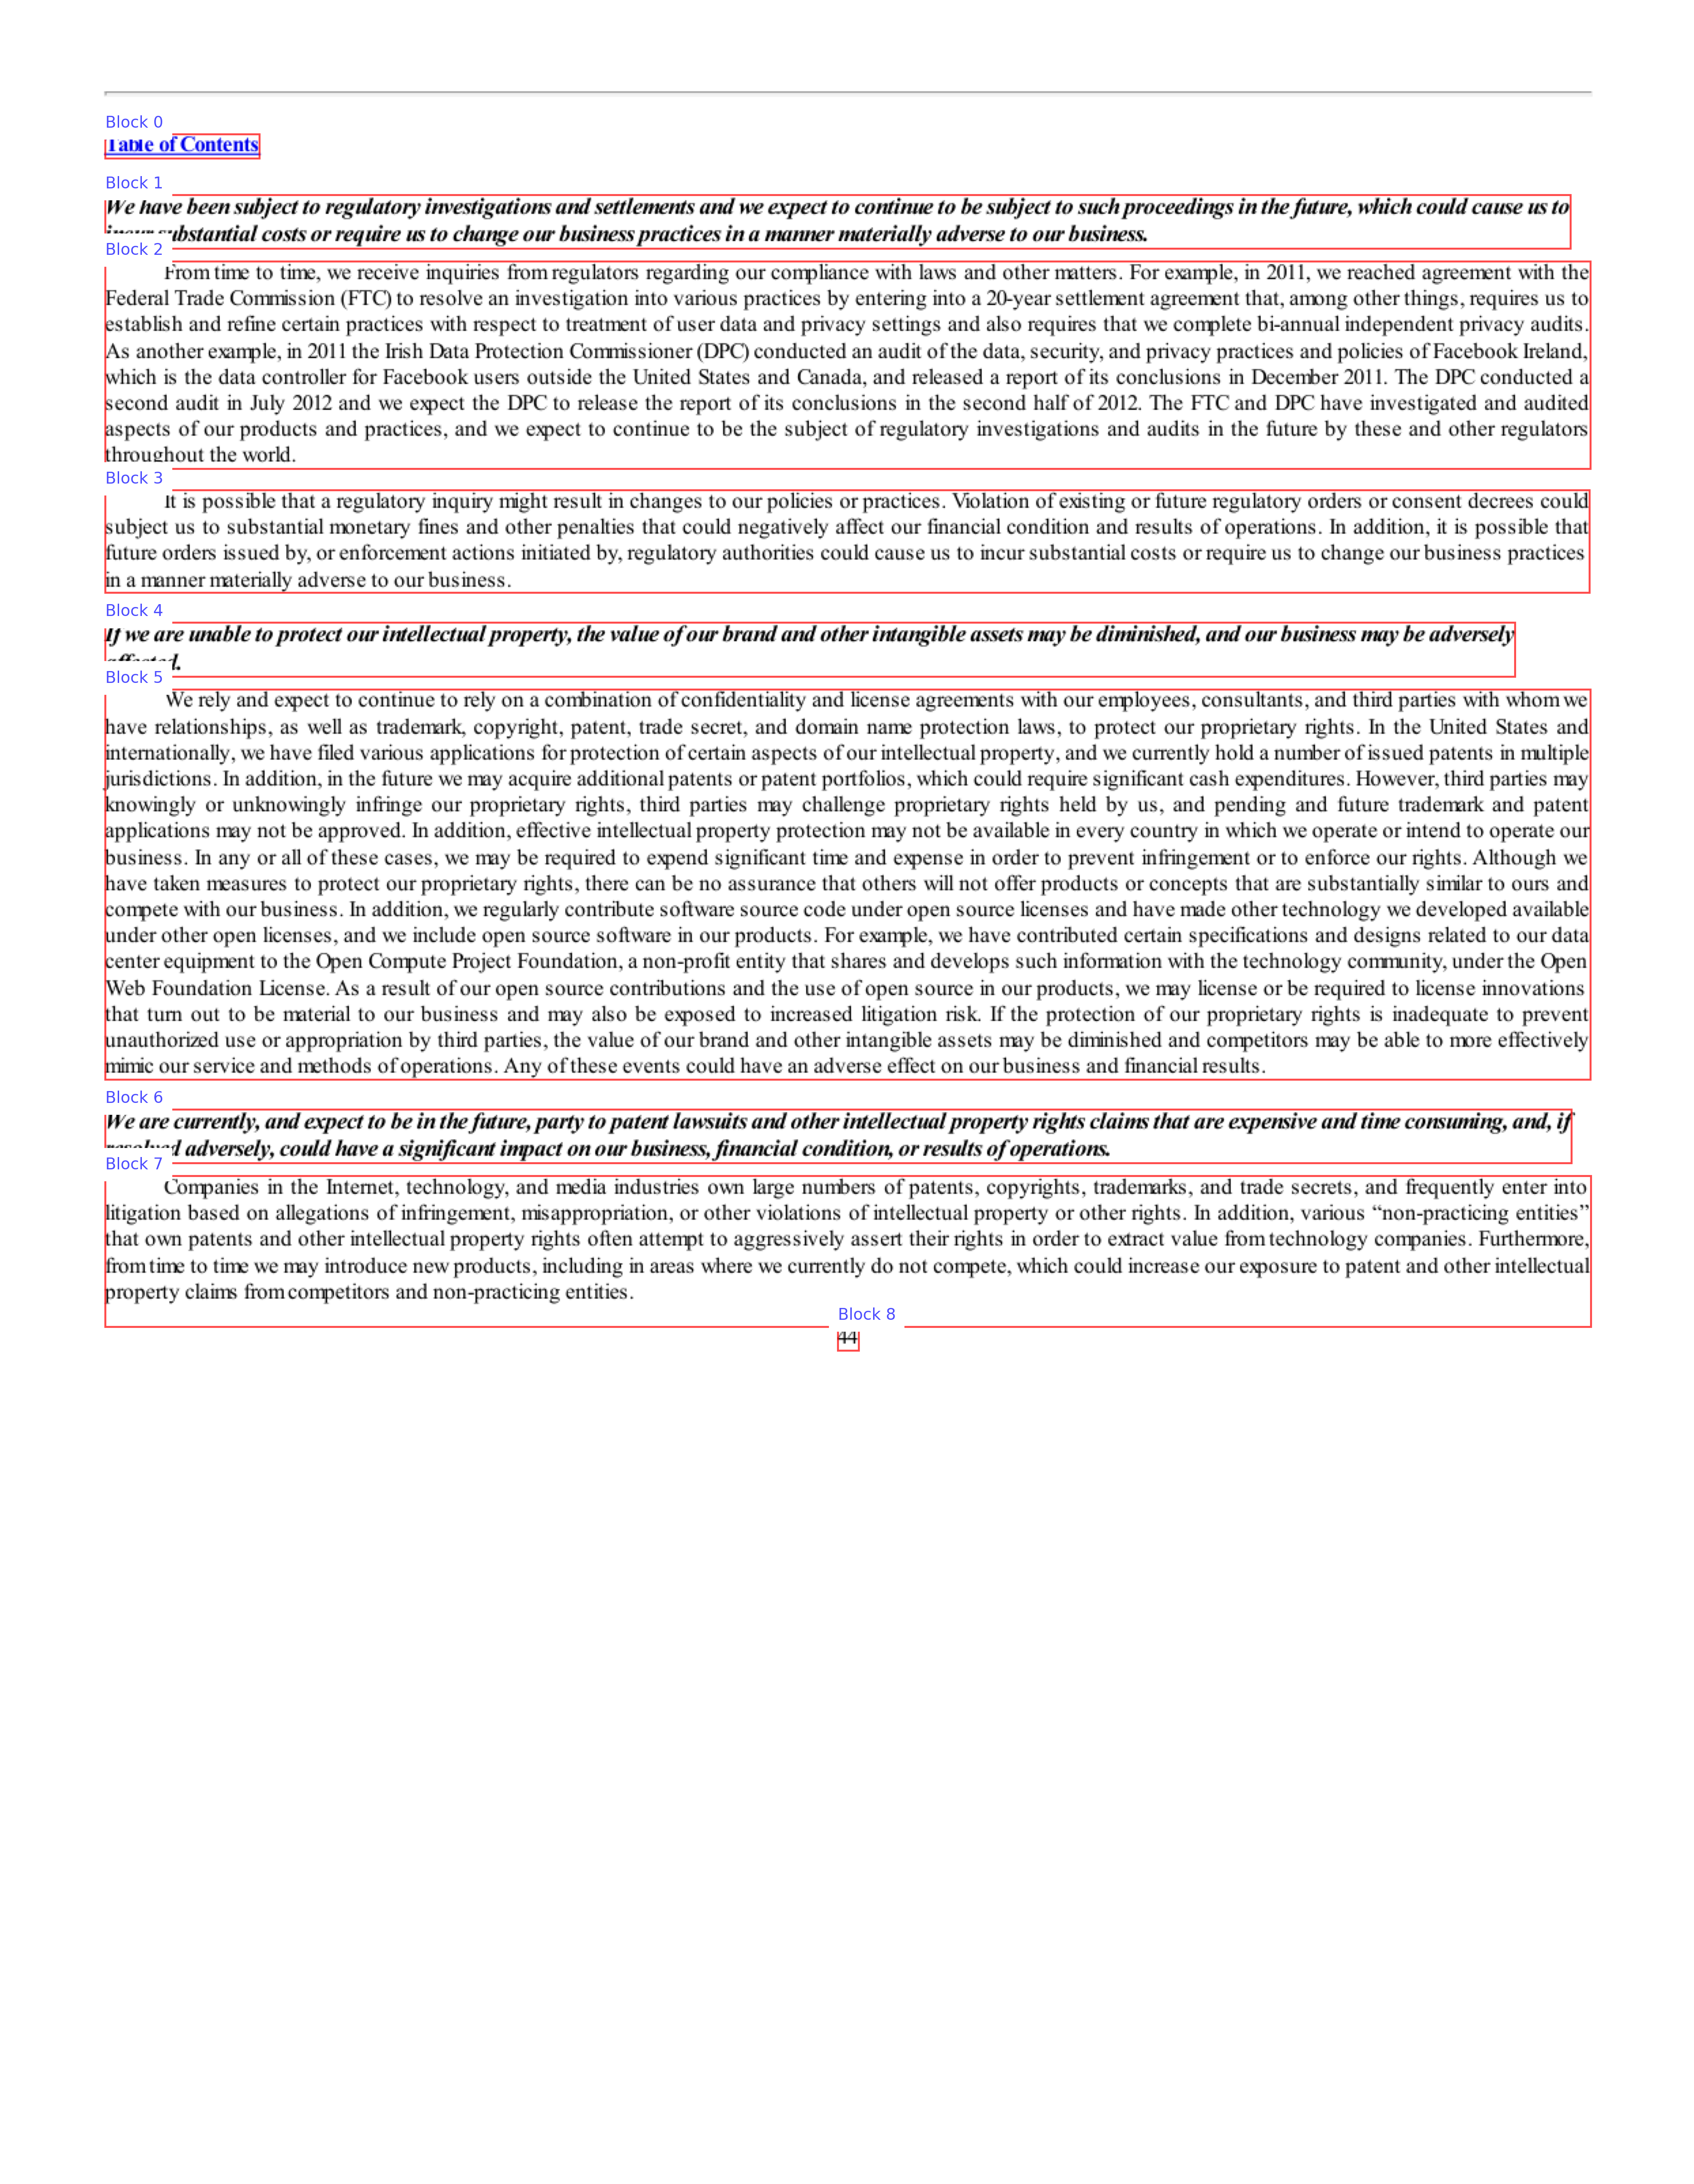 Block 0
Table of Contents
Block 1
We have been subject to regulatory investigations and settlements and we expect to continue to be subject to such proceedings in the future, which could cause us to
substantial costs or require us to change our business practices in a manner materially adverse to our business.
Block 2
From time to time, we receive inquiries from regulators regarding our compliance with laws and other matters. For example, in 2011, we reached agreement with the
Federal Trade Commission (FTC) to resolve an investigation into various practices by entering into a 20-year settlement agreement that, among other things, requires us to
establish and refine certain practices with respect to treatment of user data and privacy settings and also requires that we complete bi-annual independent privacy audits.
As another example, in 2011 the Irish Data Protection Commissioner (DPC) conducted an audit of the data, security, and privacy practices and policies of Facebook Ireland,
which is the data controller for Facebook users outside the United States and Canada, and released a report of its conclusions in December 2011. The DPC conducted a
second audit in July 2012 and we expect the DPC to release the report of its conclusions in the second half of 2012. The FTC and DPC have investigated and audited
aspects of our products and practices, and we expect to continue to be the subject of regulatory investigations and audits in the future by these and other regulators
throughout the world.
Block 3
It is possible that a regulatory inquiry might result in changes to our policies or practices. Violation of existing or future regulatory orders or consent decrees could
subject us to substantial monetary fines and other penalties that could negatively affect our financial condition and results of operations. In addition, it is possible that
future orders issued by, or enforcement actions initiated by, regulatory authorities could cause us to incur substantial costs or require us to change our business practices
in a manner materially adverse to our business.
Block 4
If we are unable to protect our intellectual property, the value of our brand and other intangible assets may be diminished, and our business may be adversely
affected.
Block 5
We rely and expect to continue to rely on a combination of confidentiality and license agreements with our employees, consultants, and third parties with whom we
have relationships, as well as trademark, copyright, patent, trade secret, and domain name protection laws, to protect our proprietary rights. In the United States and
internationally, we have filed various applications for protection of certain aspects of our intellectual property, and we currently hold a number of issued patents in multiple
jurisdictions. In addition, in the future we may acquire additional patents or patent portfolios, which could require significant cash expenditures. However, third parties may
knowingly or unknowingly infringe our proprietary rights, third parties may challenge proprietary rights held by us, and pending and future trademark and patent
applications may not be approved. In addition, effective intellectual property protection may not be available in every country in which we operate or intend to operate our
business. In any or all of these cases, we may be required to expend significant time and expense in order to prevent infringement or to enforce our rights. Although we
have taken measures to protect our proprietary rights, there can be no assurance that others will not offer products or concepts that are substantially similar to ours and
compete with our business. In addition, we regularly contribute software source code under open source licenses and have made other technology we developed available
under other open licenses, and we include open source software in our products. For example, we have contributed certain specifications and designs related to our data
center equipment to the Open Compute Project Foundation, a non-profit entity that shares and develops such information with the technology community, under the Open
Web Foundation License. As a result of our open source contributions and the use of open source in our products, we may license or be required to license innovations
that turn out to be material to our business and may also be exposed to increased litigation risk. If the protection of our proprietary rights is inadequate to prevent
unauthorized use or appropriation by third parties, the value of our brand and other intangible assets may be diminished and competitors may be able to more effectively
mimic our service and methods of operations. Any of these events could have an adverse effect on our business and financial results.
Block 6
We are currently, and expect to be in the future, party to patent lawsuits and other intellectual property rights claims that are expensive and time consuming, and, if
resolved adversely, could have a significant impact on our business, financial condition, or results of operations.
Block 7
Companies in the Internet, technology, and media industries own large numbers of patents, copyrights, trademarks, and trade secrets, and frequently enter into
litigation based on allegations of infringement, misappropriation, or other violations of intellectual property or other rights. In addition, various “non-practicing entities”
that own patents and other intellectual property rights often attempt to aggressively assert their rights in order to extract value from technology companies. Furthermore,
from time to time we may introduce new products, including in areas where we currently do not compete, which could increase our exposure to patent and other intellectual
property claims from competitors and non-practicing entities.
Block 8
44